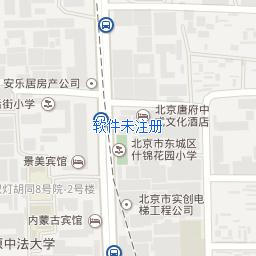 安乐居房产公司
街小学
北京唐府中
式文化酒店
软件未注册
北京市东城区
什锦花园小学
景美宾馆
灯胡同8号院-2号楼
北京市实创电
梯工程公司
内蒙古宾馆
中法大学